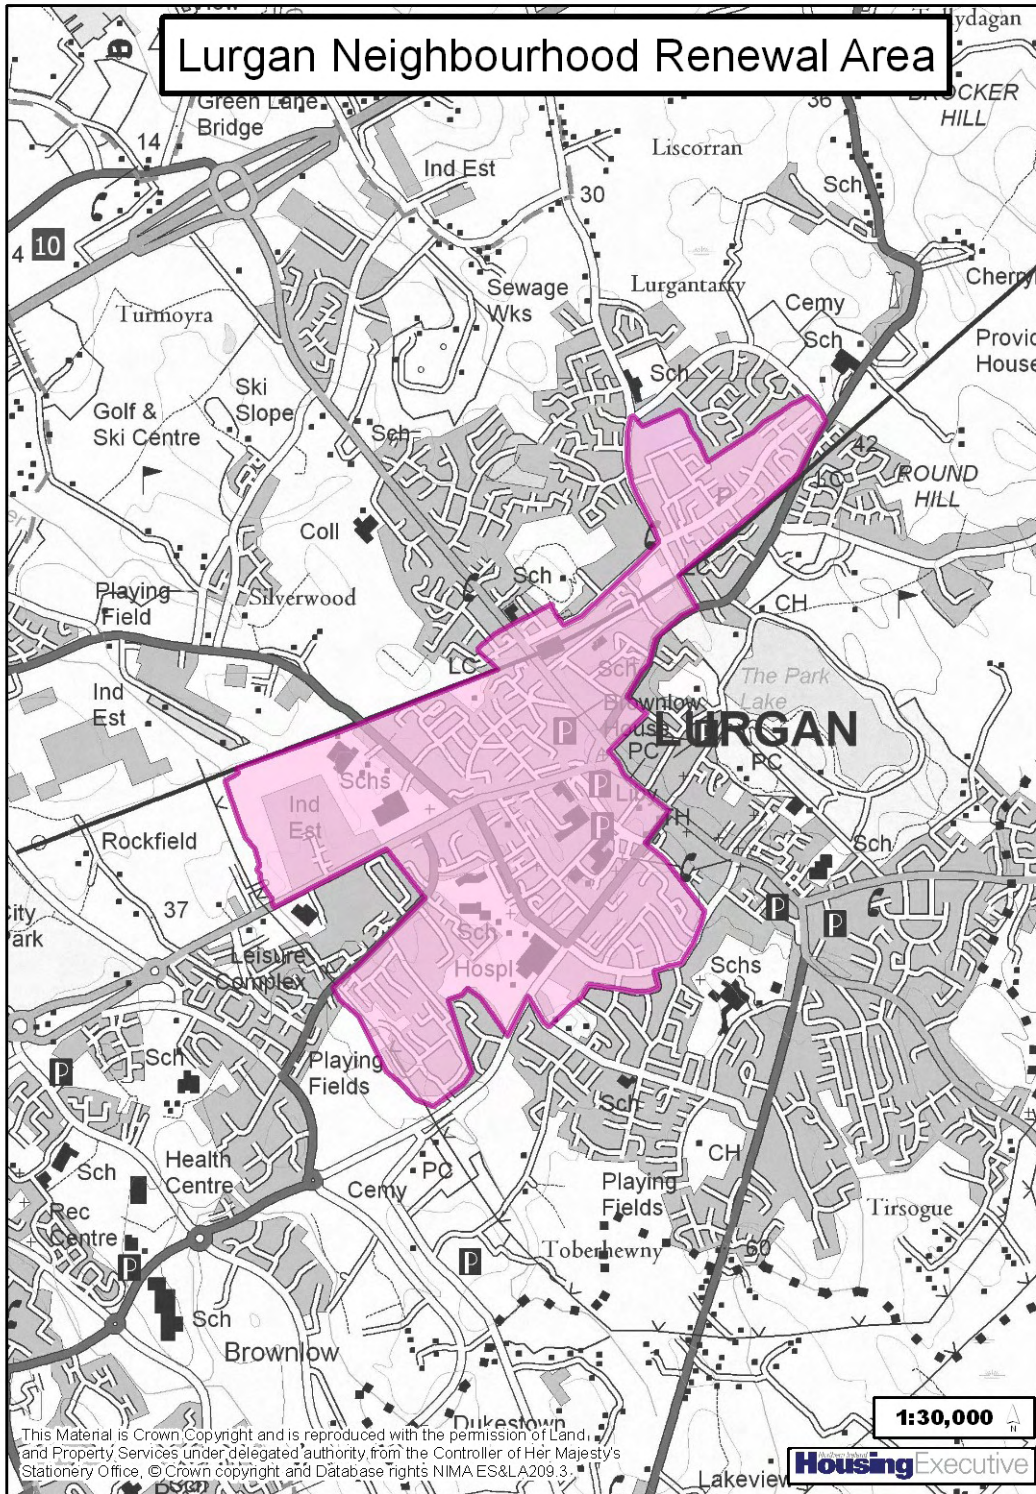 Lurgan Neighbourhood Renewal Area
Green Lane
Bridge
14
36
BROCKER
HILL
Liscorran
Ind Est
Sch
30
4 10
Lurgantarry
Sewage
Wks
Cemy
Sch
Turmoyra
Sch
Ski
Slope
Golf &
Ski Centre
Sch
42
LC
ROUND
HILL
P
Coll
Sch
Playing
Field
Silverwood
CH
LC
Sch
The Park
Lake
Ind
Est
Brownlow
House
LURGAN
P
PC
PC
Schs
P
Ind
Est
P
Rockfield
Sch
37
City
Park
P
P
Sch
Leisure
Complex
Hospl
Schs
Sch
P
Playing
Fields
Sch
Sch
Health
Centre
PC
CH
Cemy
Playing
Fields
Rec
Centre
Tirsogue
Toberhewny
60
P
P
Sch
Brownlow
Dukestown
1:30,000
N
This Material is Crown Copyright and is reproduced with the permission of Land
and Property Services under delegated authority from the Controller of Her Majesty's
Stationery Office, © Crown copyright and Database rights NIMA ES&LA209.3
Lakeview
Housing Executive